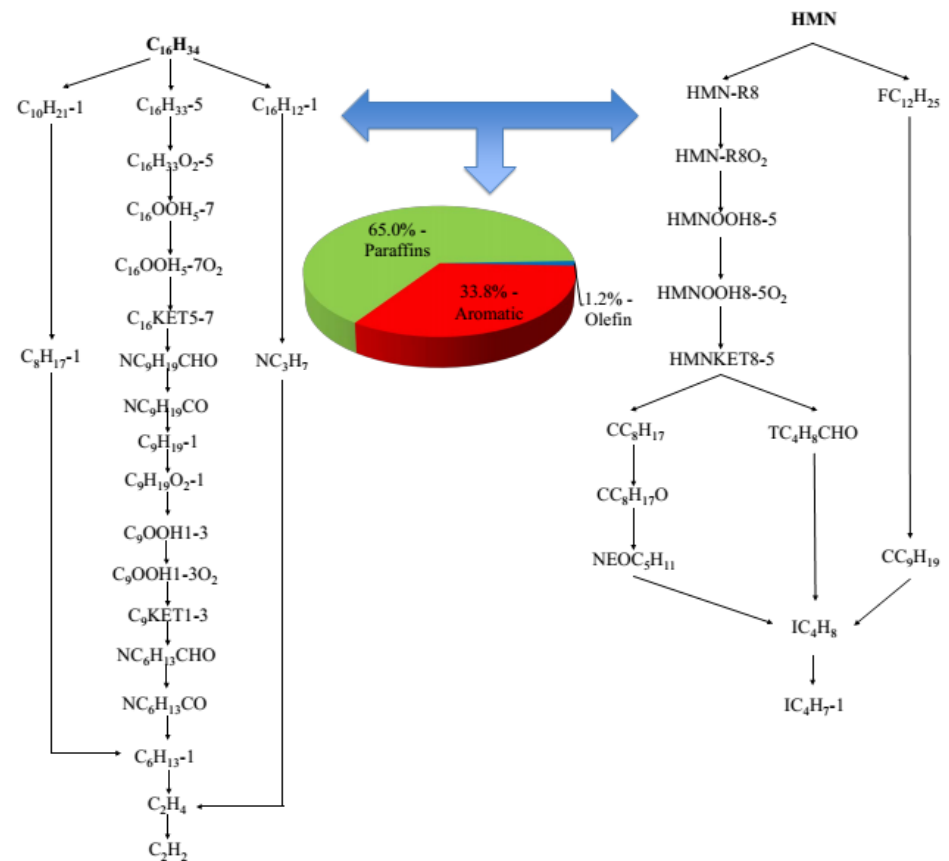 C₁₆H₃₄
C₁₀H₂₁-1
C₁₆H₃₃-5
C₁₆H₁₂-1
C₁₆H₃₃O₂-5
C₁₆OOH₅-7
C₁₆OOH₅-7O₂
C₁₆KET5-7
C₈H₁₇-1
NC₉H₁₉CHO
NC₃H₇
NC₉H₁₉CO
C₉H₁₉-1
C₉H₁₉O₂-1
C₉OOH1-3
C₉OOH1-3O₂
C₉KET1-3
NC₆H₁₃CHO
NC₆H₁₃CO
C₆H₁₃-1
C₂H₄
C₂H₂
65.0% -
Paraffins
33.8% -
Aromatic
1.2% -
Olefin
HMN
HMN-R8
FC₁₂H₂₅
HMN-R8O₂
HMNOOH8-5
HMNOOH8-5O₂
HMNKET8-5
CC₈H₁₇
TC₄H₈CHO
CC₈H₁₇O
NEOC₅H₁₁
CC₉H₁₉
IC₄H₈
IC₄H₇-1